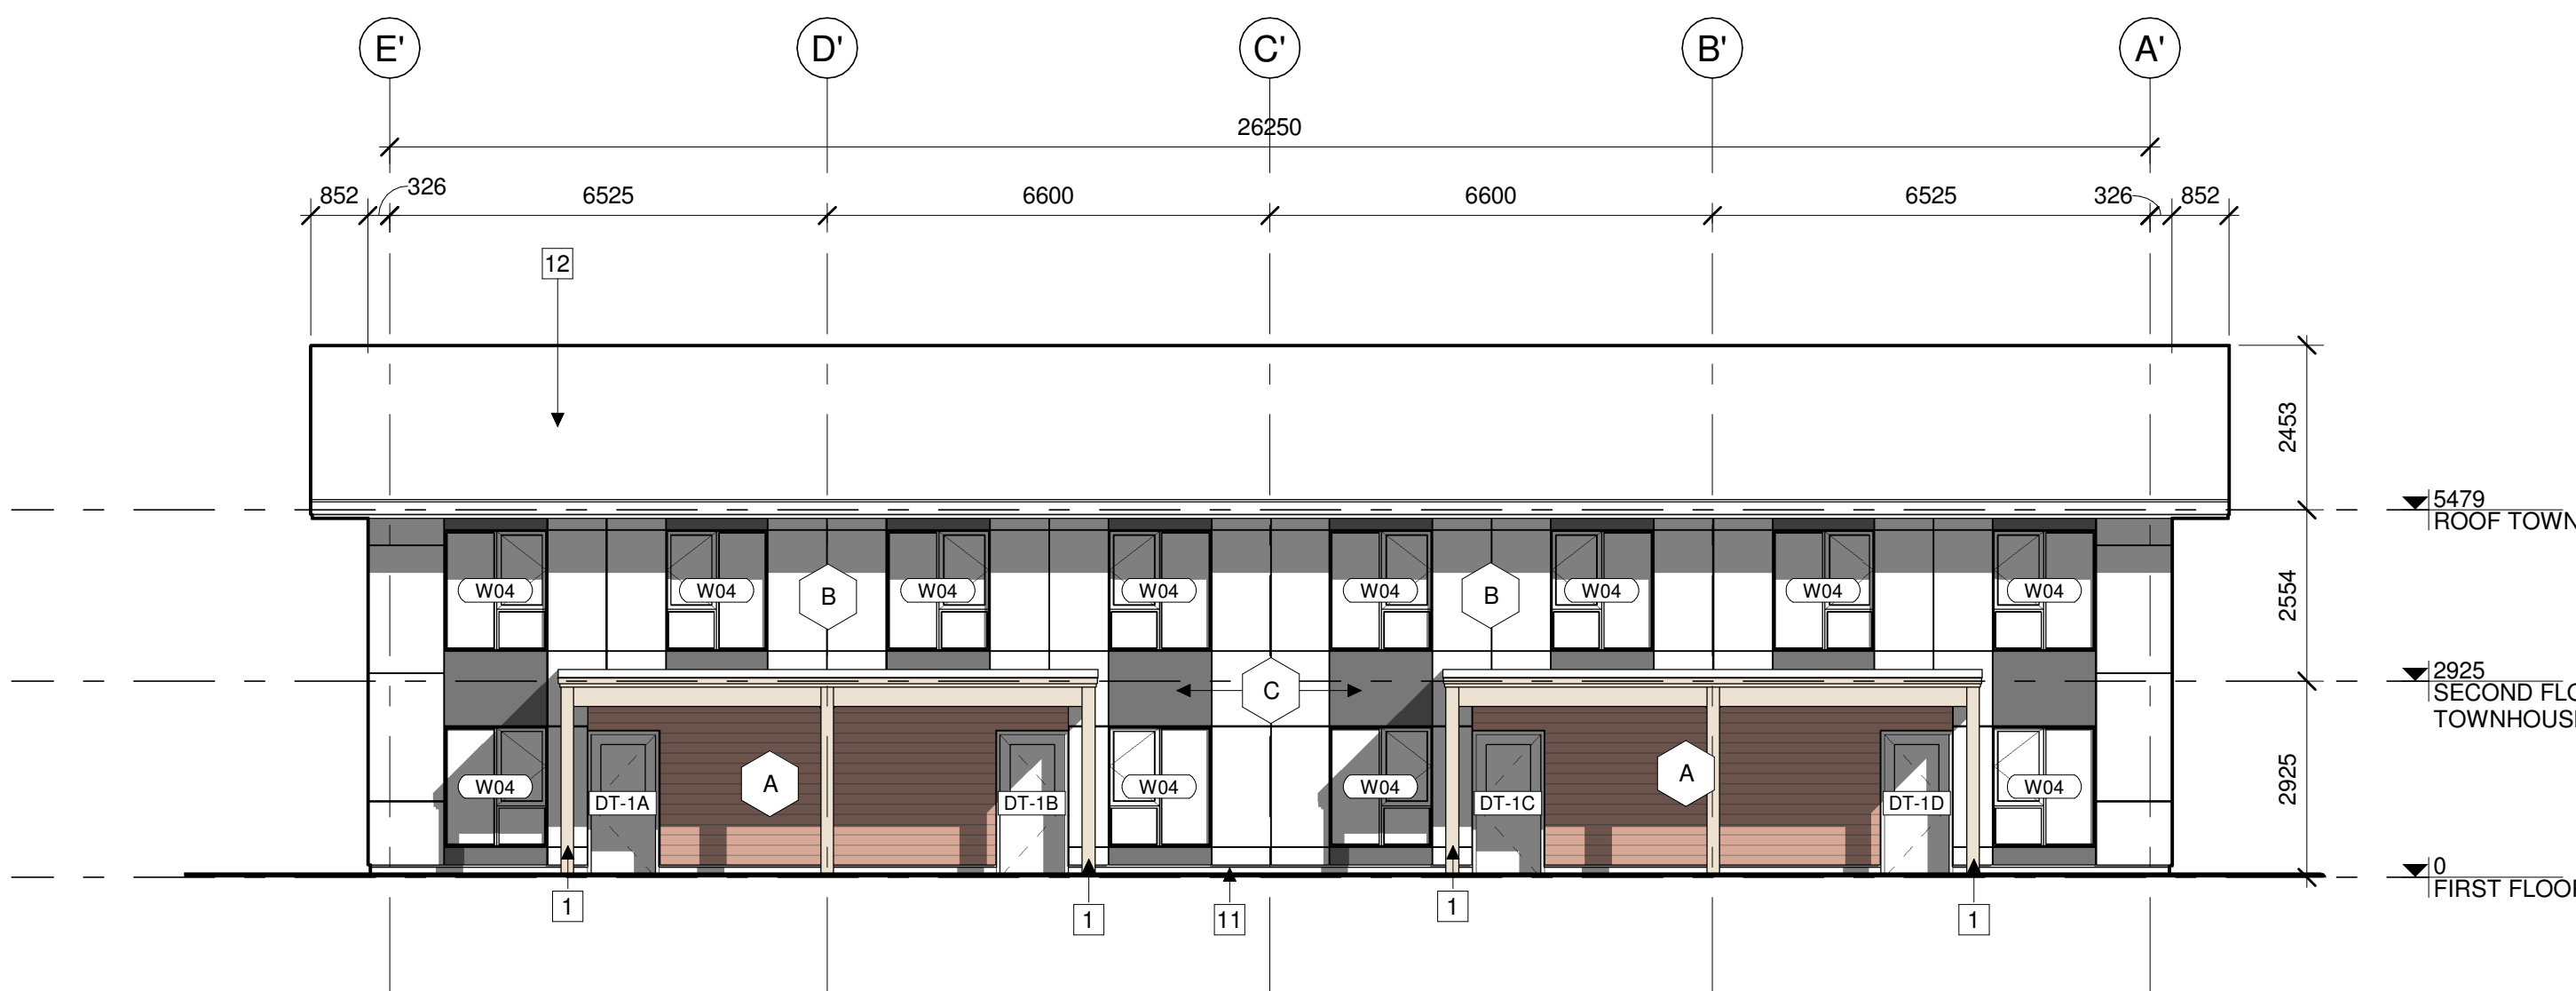 E' D' C' B' A'
26250
852 326 6525 6600 6600 6525 326 852
12
2453
5479
ROOF TOWN
W04 W04 W04 W04 W04 W04 W04 W04
B B
2554
2925
SECOND FLO
TOWNHOUS
C
W04 W04 W04 W04
A A
DT-1A DT-1B DT-1C DT-1D
2925
0
FIRST FLOO
1 1 11 1 1